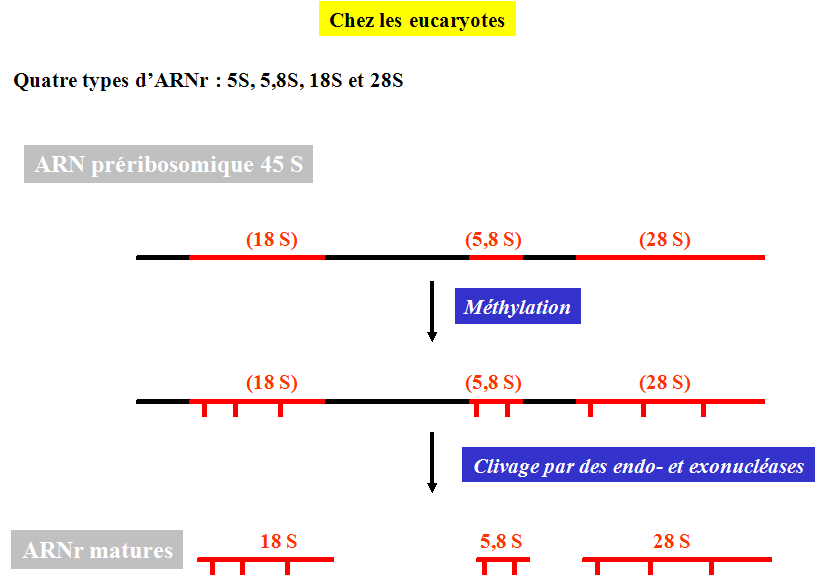 Chez les eucaryotes
Quatre types d’ARNr : 5S, 5,8S, 18S et 28S
ARN préribosomique 45 S
(18 S) (5,8 S) (28 S)
Méthylation
(18 S) (5,8 S) (28 S)
Clivage par des endo- et exonucléases
ARNr matures 18 S 5,8 S 28 S